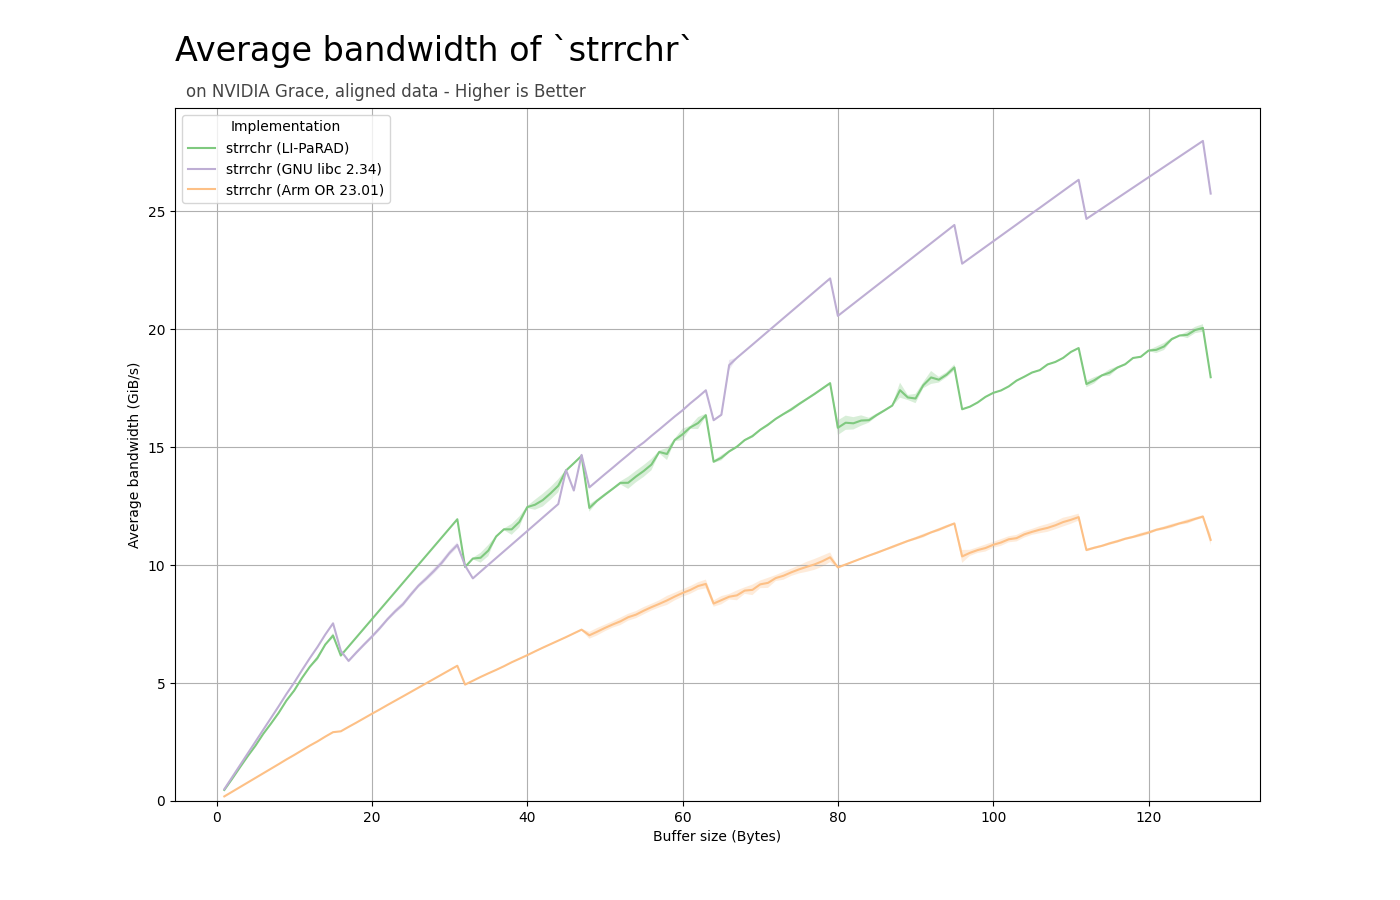 Average bandwidth of `strrchr`
on NVIDIA Grace, aligned data - Higher is Better
Implementation
strrchr (LI-PaRAD)
strrchr (GNU libc 2.34)
strrchr (Arm OR 23.01)
Average bandwidth (GiB/s)
25
20
15
10
5
0
0 20 40 60 80 100 120
Buffer size (Bytes)